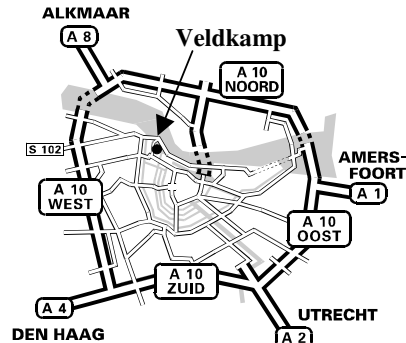 ALKMAAR
A 8
Veldkamp
A 10
NOORD
S 102
AMERS-
FOORT
A 1
A 10
WEST
A 10
OOST
A 10
ZUID
A 4
DEN HAAG
UTRECHT
A 2